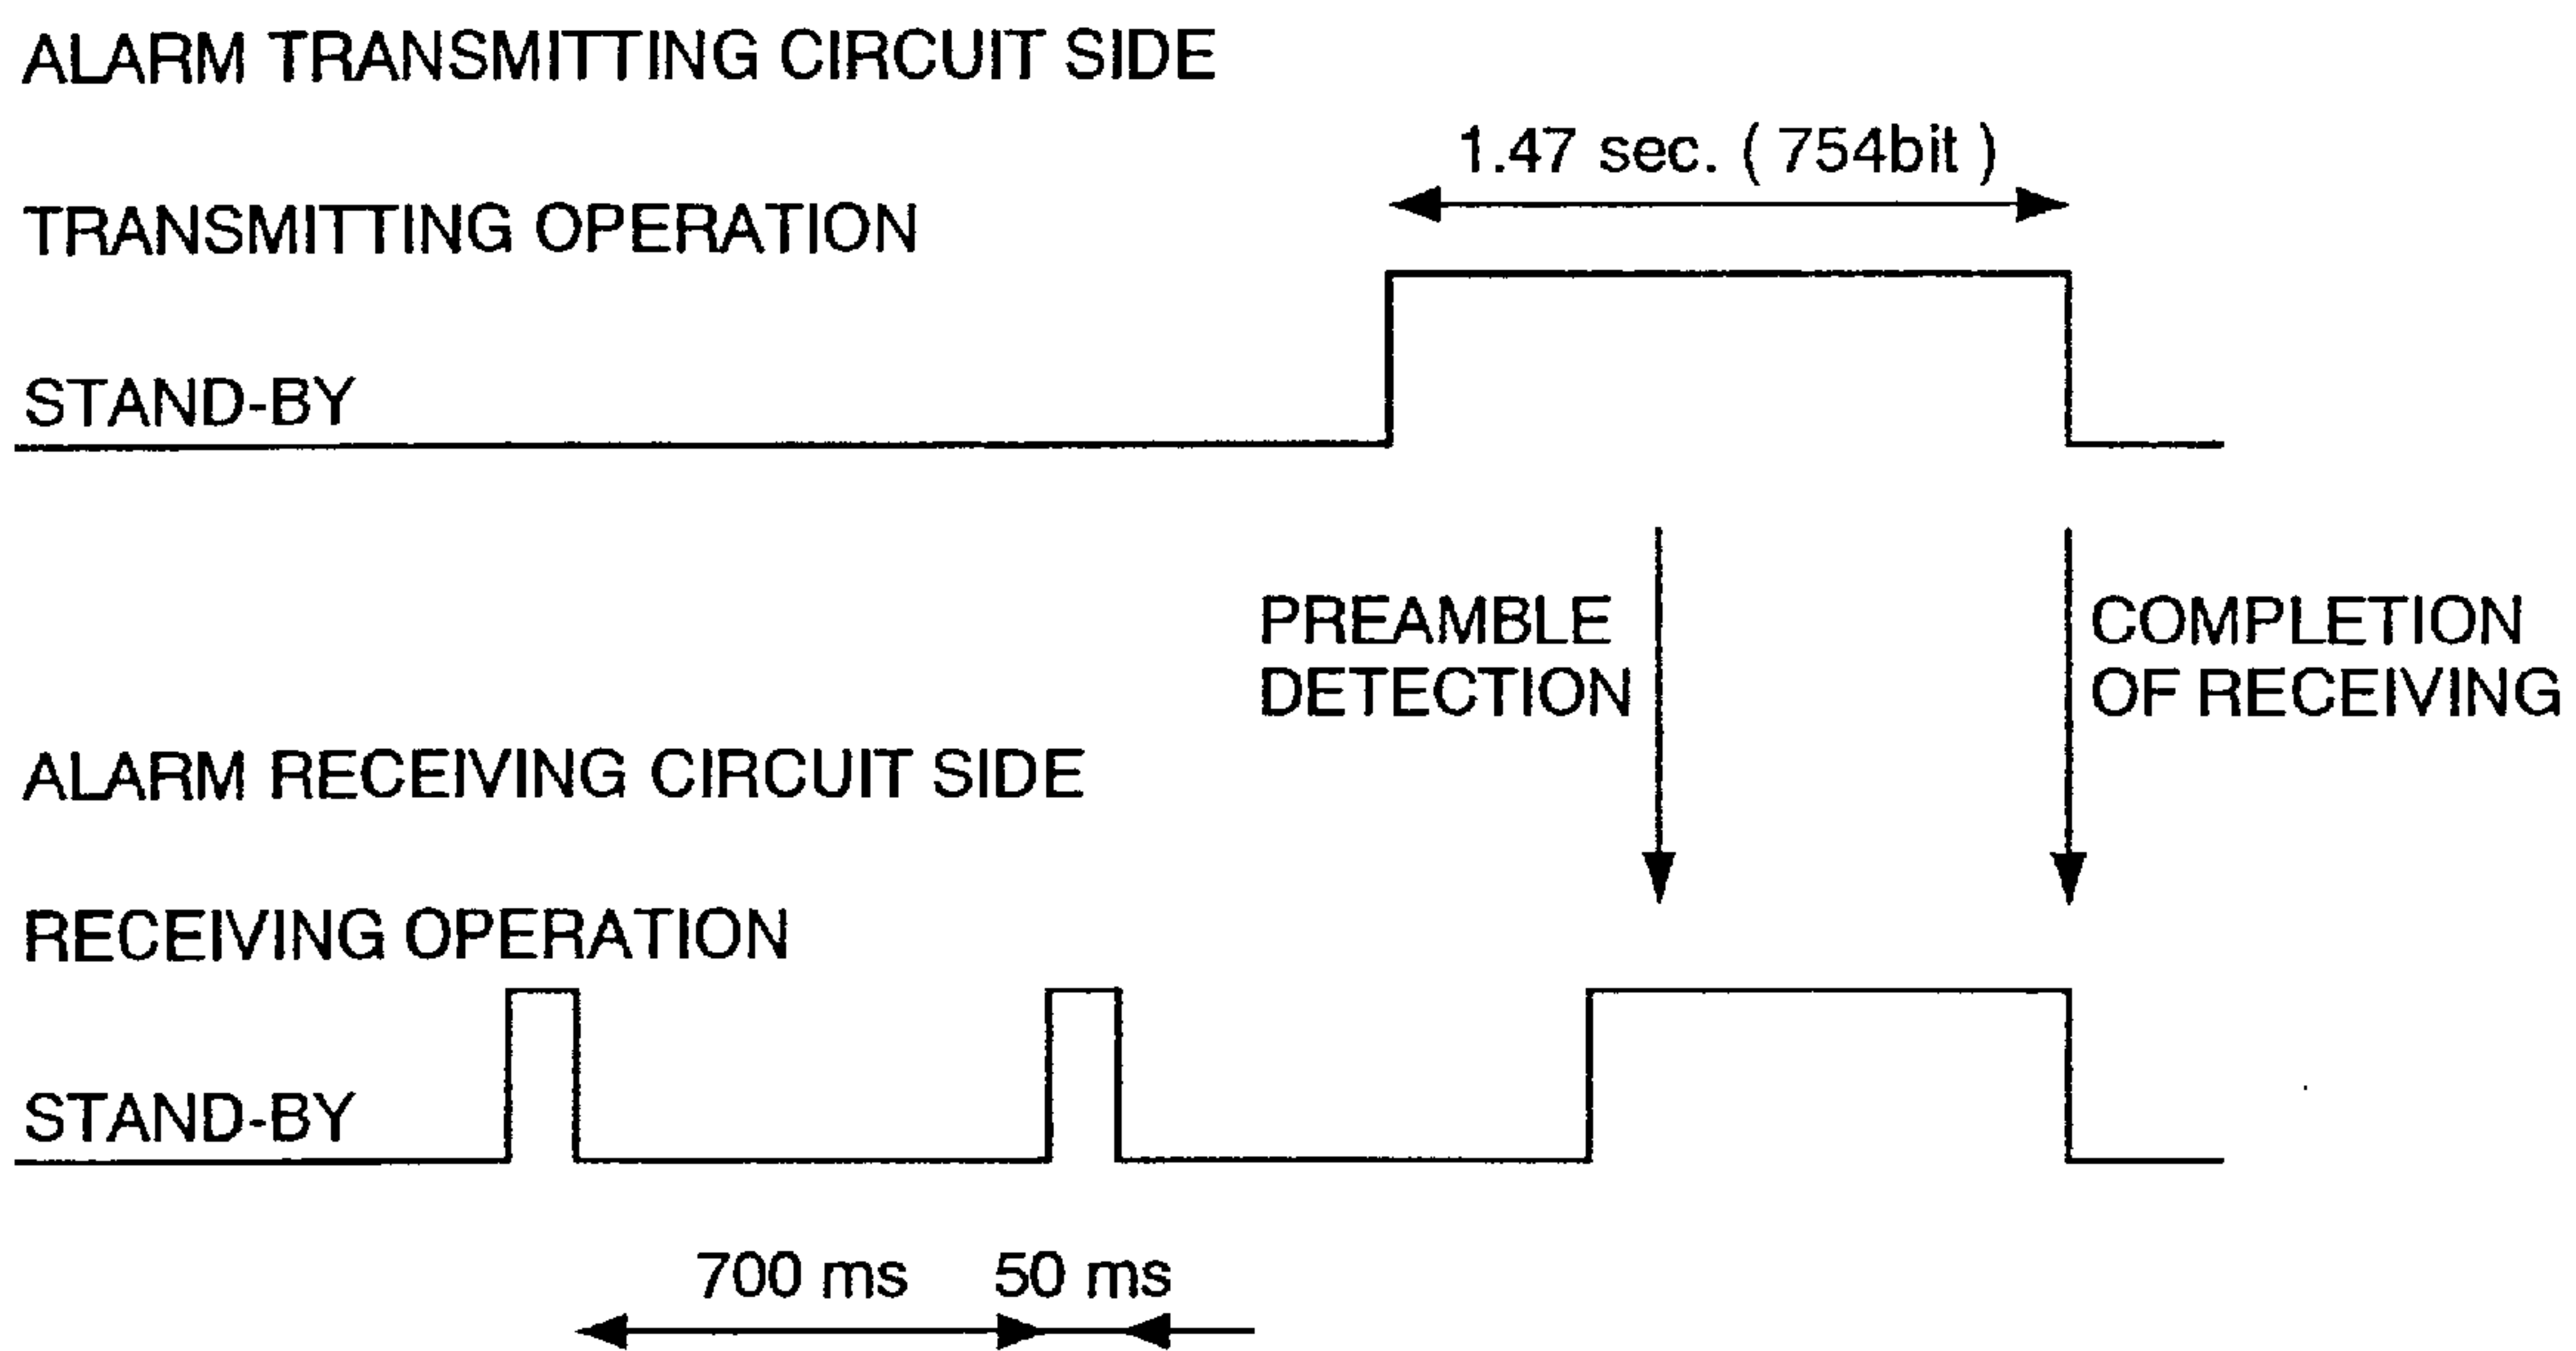 ALARM TRANSMITTING CIRCUIT SIDE
1.47 sec. ( 754bit )
TRANSMITTING OPERATION
STAND-BY
PREAMBLE
DETECTION
COMPLETION
OF RECEIVING
ALARM RECEIVING CIRCUIT SIDE
RECEIVING OPERATION
STAND-BY
700 ms
50 ms